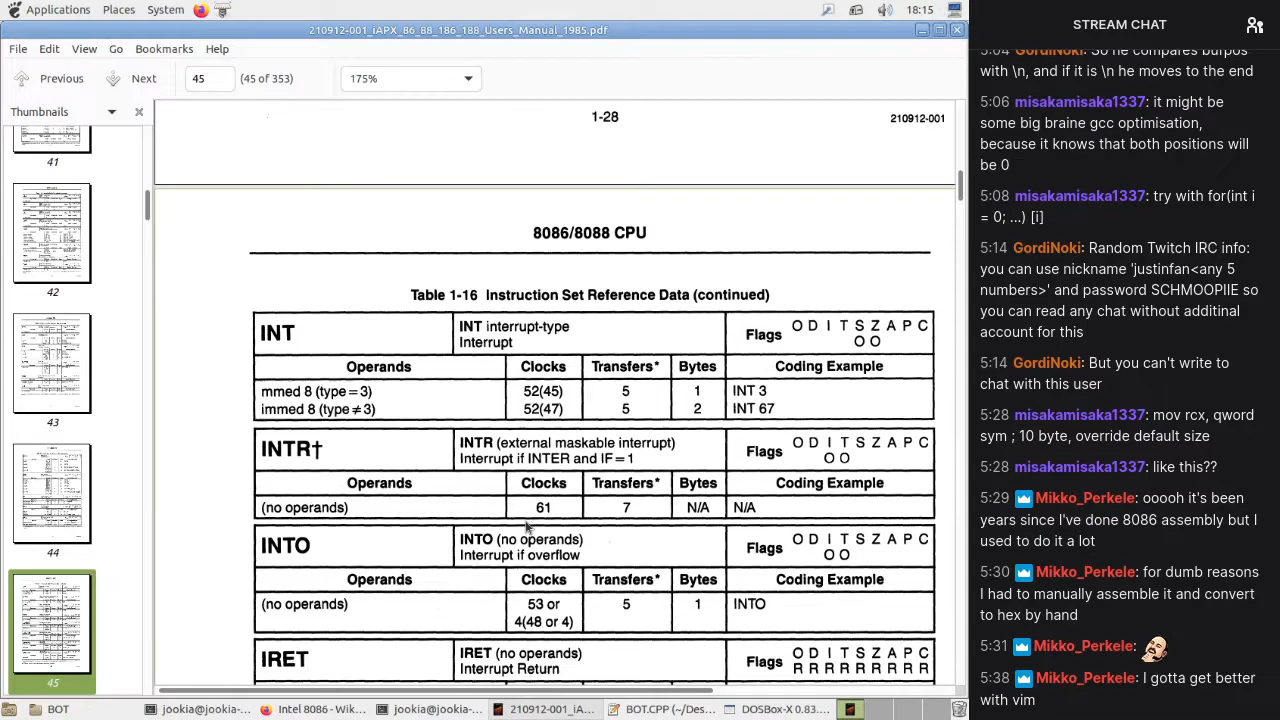 Applications Places System 18:15
210912-001_iAPX_86_88_186_188_Users_Manual_1985.pdf
File Edit View Go Bookmarks Help
Previous Next 45 (45 of 353) 175%
Thumbnails
41
42
43
44
45
1-28 210912-001
8086/8088 CPU
Table 1-16 Instruction Set Reference Data (continued)
INT INT interrupt-type Flags O D I T S Z A P C
Interrupt O O
Operands Clocks Transfers* Bytes Coding Example
mmed 8 (type=3) 52(45) 5 1 INT 3
immed 8 (type≠3) 52(47) 5 2 INT 67
INTR† INTR (external maskable interrupt) Flags O D I T S Z A P C
Interrupt if INTER and IF=1 O O
Operands Clocks Transfers* Bytes Coding Example
(no operands) 61 7 N/A N/A
INTO INTO (no operands) Flags O D I T S Z A P C
Interrupt if overflow O O
Operands Clocks Transfers* Bytes Coding Example
(no operands) 53 or 5 1 INTO
4(48 or 4)
IRET IRET (no operands) Flags O D I T S Z A P C
Interrupt Return R R R R R R R R R
BOT jookia@jookia-... Intel 8086 - Wik... jookia@jookia-... 210912-001_iA... BOT.CPP (~/Des... DOSBox-X 0.83....
STREAM CHAT
5:04 GordiNoki: So he compares bufpos
with \n, and if it is \n he moves to the end
5:06 misakamisaka1337: it might be
some big braine gcc optimisation,
because it knows that both positions will
be 0
5:08 misakamisaka1337: try with for(int i
= 0; ...) [i]
5:14 GordiNoki: Random Twitch IRC info:
you can use nickname 'justinfan<any 5
numbers>' and password SCHMOOPIIE so
you can read any chat without additinal
account for this
5:14 GordiNoki: But you can't write to
chat with this user
5:28 misakamisaka1337: mov rcx, qword
sym ; 10 byte, override default size
5:28 misakamisaka1337: like this??
5:29 Mikko_Perkele: ooooh it's been
years since I've done 8086 assembly but I
used to do it a lot
5:30 Mikko_Perkele: for dumb reasons
I had to manually assemble it and convert
to hex by hand
5:31 Mikko_Perkele:
5:38 Mikko_Perkele: I gotta get better
with vim